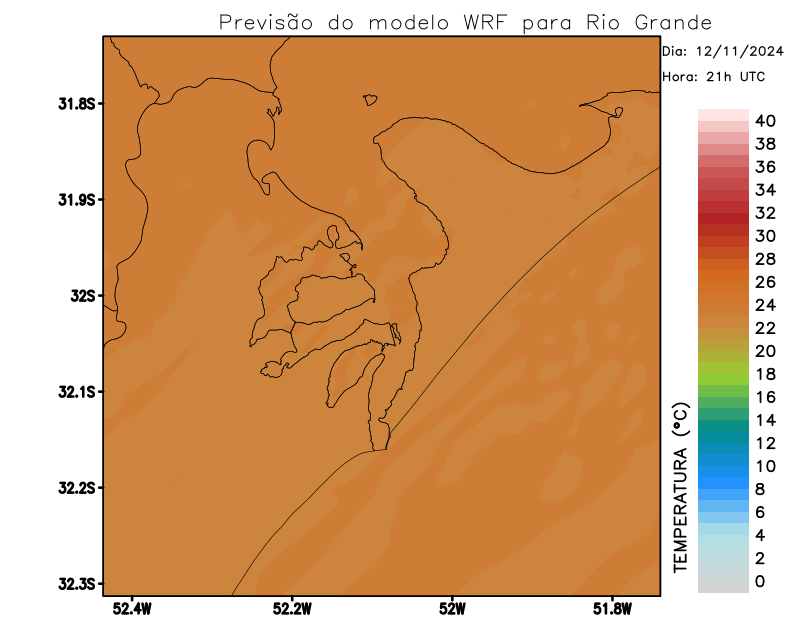 Previsão do modelo WRF para Rio Grande
Dia: 12/11/2024
Hora: 21h UTC
31.8S
31.9S
32S
32.1S
32.2S
32.3S
52.4W
52.2W
52W
51.8W
TEMPERATURA (°C)
40
38
36
34
32
30
28
26
24
22
20
18
16
14
12
10
8
6
4
2
0